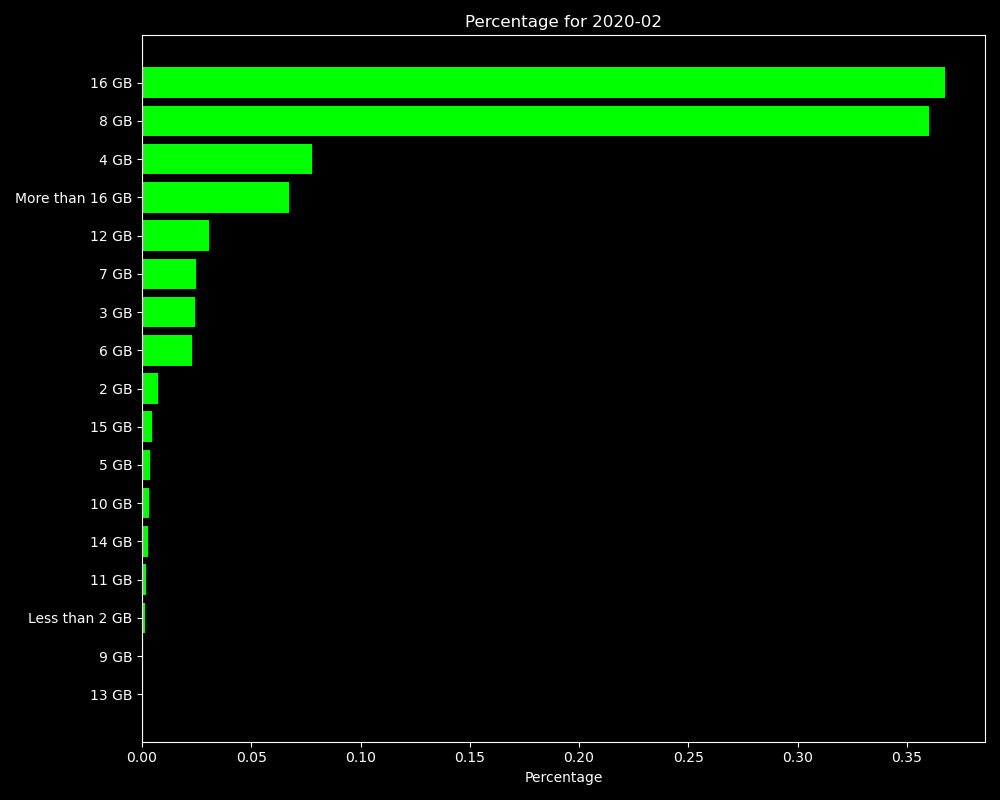 Percentage for 2020-02
16 GB
8 GB
4 GB
More than 16 GB
12 GB
7 GB
3 GB
6 GB
2 GB
15 GB
5 GB
10 GB
14 GB
11 GB
Less than 2 GB
9 GB
13 GB
0.00 0.05 0.10 0.15 0.20 0.25 0.30 0.35
Percentage